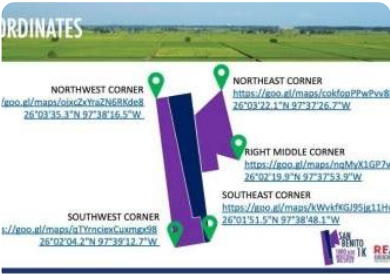 ORDINATES
NORTHWEST CORNER
/goo.gl/maps/ojxcZxYraZN6RKde8
26°03'35.3"N 97°38'16.5"W
NORTHEAST CORNER
https://goo.gl/maps/cokfopPPwPvv8
26°03'22.1"N 97°37'26.7"W
RIGHT MIDDLE CORNER
https://goo.gl/maps/nqMyX1GP7v
26°02'19.9"N 97°37'53.9"W
SOUTHEAST CORNER
https://goo.gl/maps/kWvkfKGJ95jg11H
26°01'51.5"N 97°38'48.1"W
SOUTHWEST CORNER
s://goo.gl/maps/qTYrnciexCuxmgx98
26°02'04.2"N 97°39'12.7"W
SAN
BENITO
1K
RE